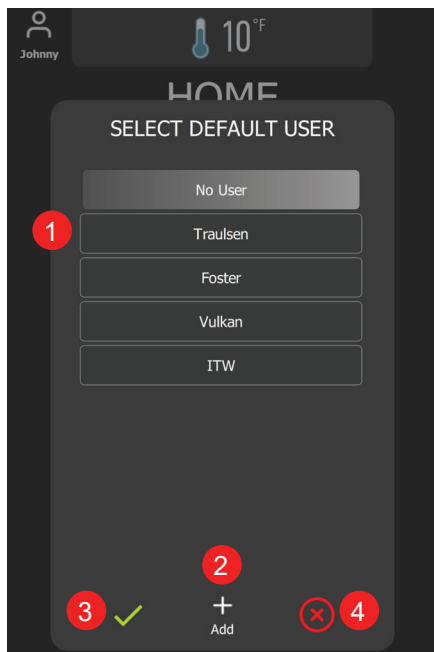 Johnny
10°F
HOME
SELECT DEFAULT USER
No User
1
Traulsen
Foster
Vulkan
ITW
2
3
Add
4